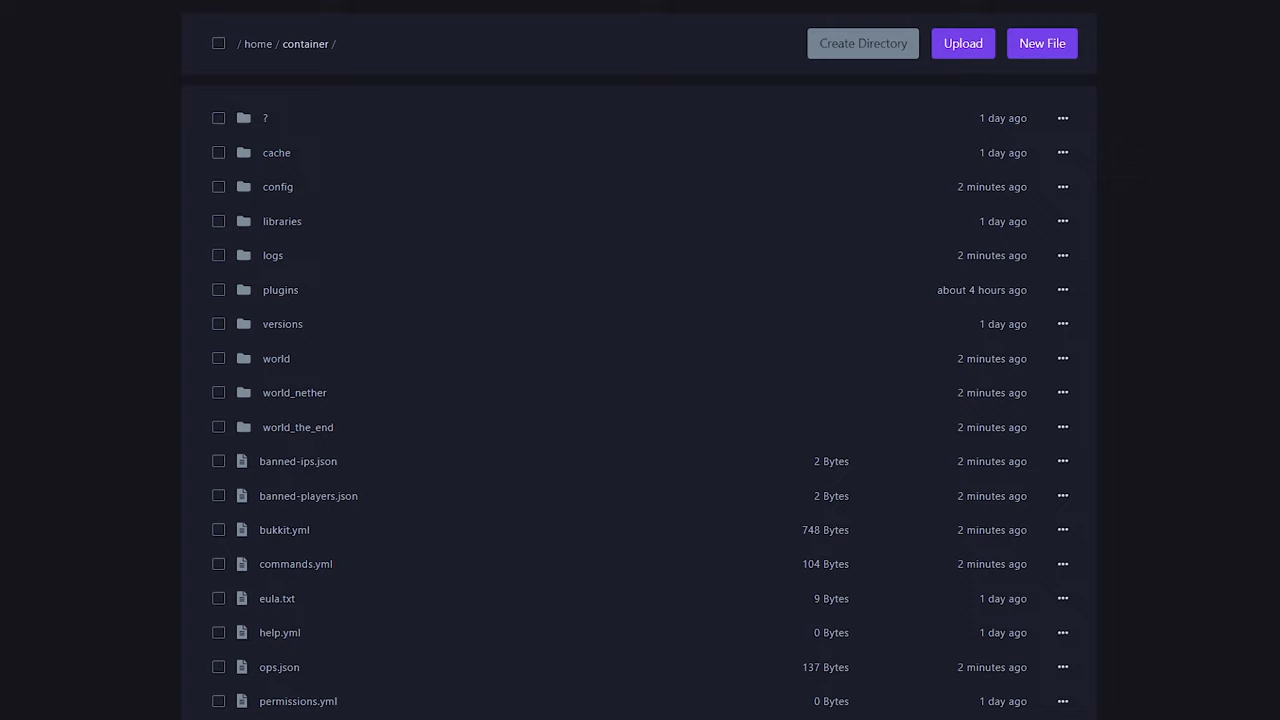 / home / container /
Create Directory
Upload
New File
? 1 day ago •••
cache 1 day ago •••
config 2 minutes ago •••
libraries 1 day ago •••
logs 2 minutes ago •••
plugins about 4 hours ago •••
versions 1 day ago •••
world 2 minutes ago •••
world_nether 2 minutes ago •••
world_the_end 2 minutes ago •••
banned-ips.json 2 Bytes 2 minutes ago •••
banned-players.json 2 Bytes 2 minutes ago •••
bukkit.yml 748 Bytes 2 minutes ago •••
commands.yml 104 Bytes 2 minutes ago •••
eula.txt 9 Bytes 1 day ago •••
help.yml 0 Bytes 1 day ago •••
ops.json 137 Bytes 2 minutes ago •••
permissions.yml 0 Bytes 1 day ago •••